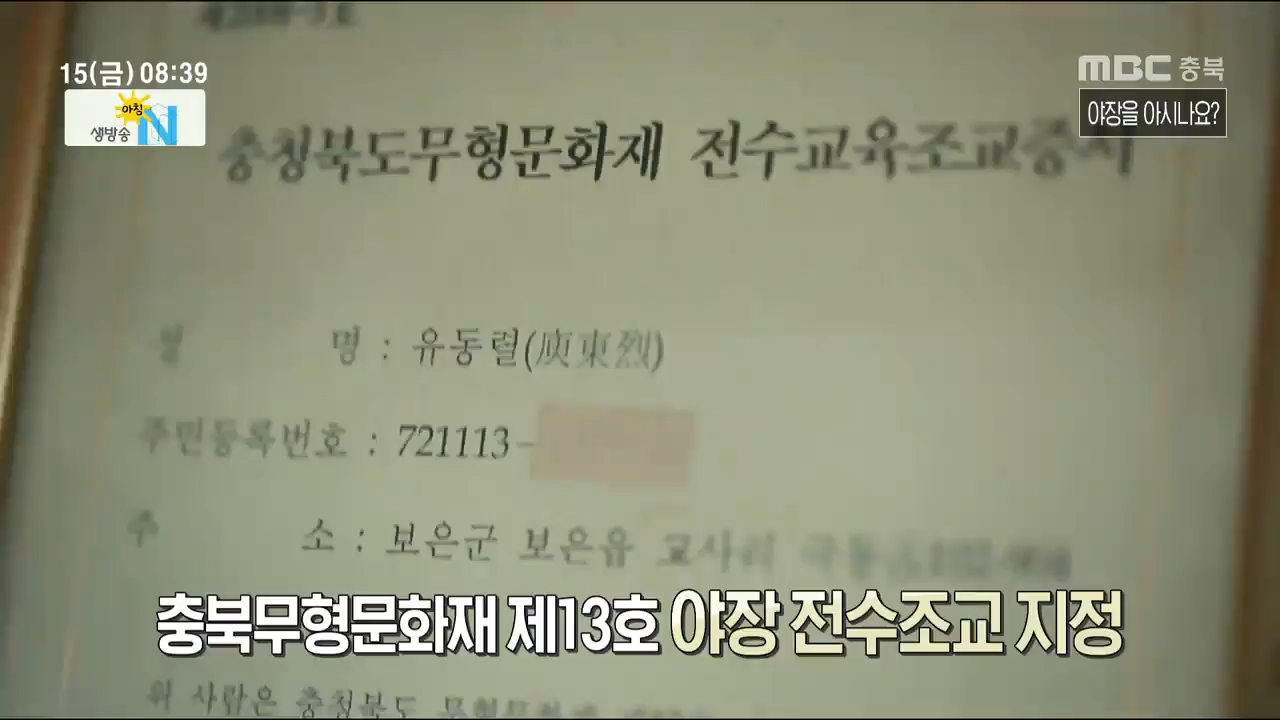 15(금) 08:39
MBC 충북
아침
생방송 N
야장을 아시나요?
충청북도무형문화재 전수교육조교증서
성 명 : 유동렬(庾東烈)
주민등록번호 : 721113-
주 소 : 보은군 보은읍 교사리
충북무형문화재 제13호 야장 전수조교 지정
위 사람은 충청북도 무형문화재